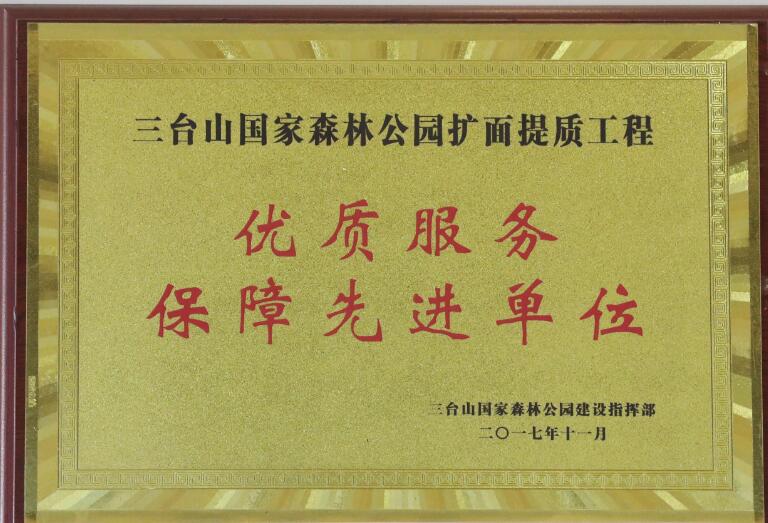 三台山国家森林公园扩面提质工程
优质服务
保障先进单位
三台山国家森林公园建设指挥部
二〇一七年十一月